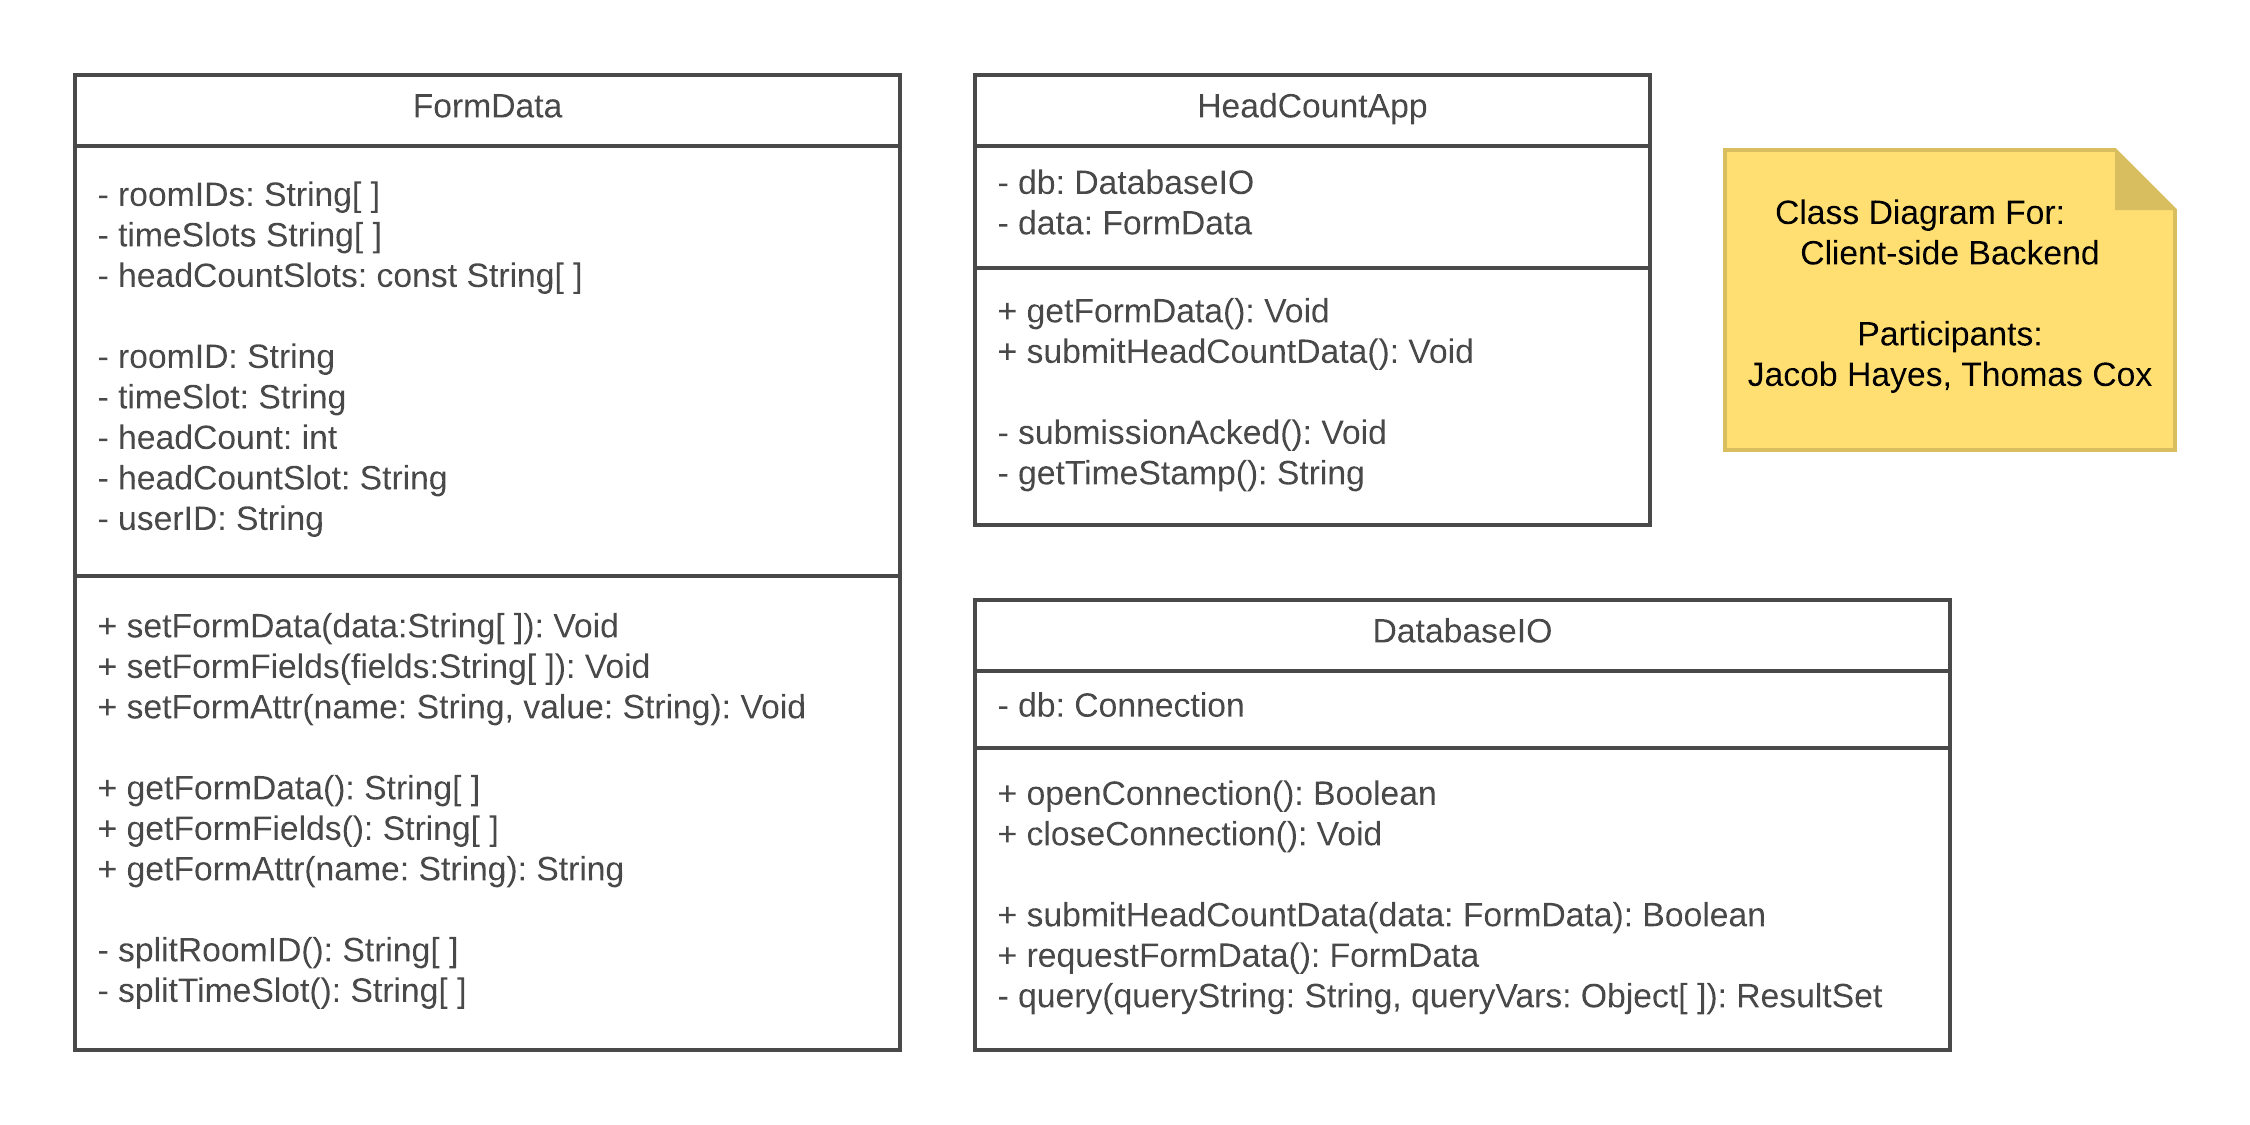 FormData
- roomIDs: String[ ]
- timeSlots String[ ]
- headCountSlots: const String[ ]
- roomID: String
- timeSlot: String
- headCount: int
- headCountSlot: String
- userID: String
+ setFormData(data:String[ ]): Void
+ setFormFields(fields:String[ ]): Void
+ setFormAttr(name: String, value: String): Void
+ getFormData(): String[ ]
+ getFormFields(): String[ ]
+ getFormAttr(name: String): String
- splitRoomID(): String[ ]
- splitTimeSlot(): String[ ]
HeadCountApp
- db: DatabaseIO
- data: FormData
+ getFormData(): Void
+ submitHeadCountData(): Void
- submissionAcked(): Void
- getTimeStamp(): String
Class Diagram For:
Client-side Backend
Participants:
Jacob Hayes, Thomas Cox
DatabaseIO
- db: Connection
+ openConnection(): Boolean
+ closeConnection(): Void
+ submitHeadCountData(data: FormData): Boolean
+ requestFormData(): FormData
- query(queryString: String, queryVars: Object[ ]): ResultSet